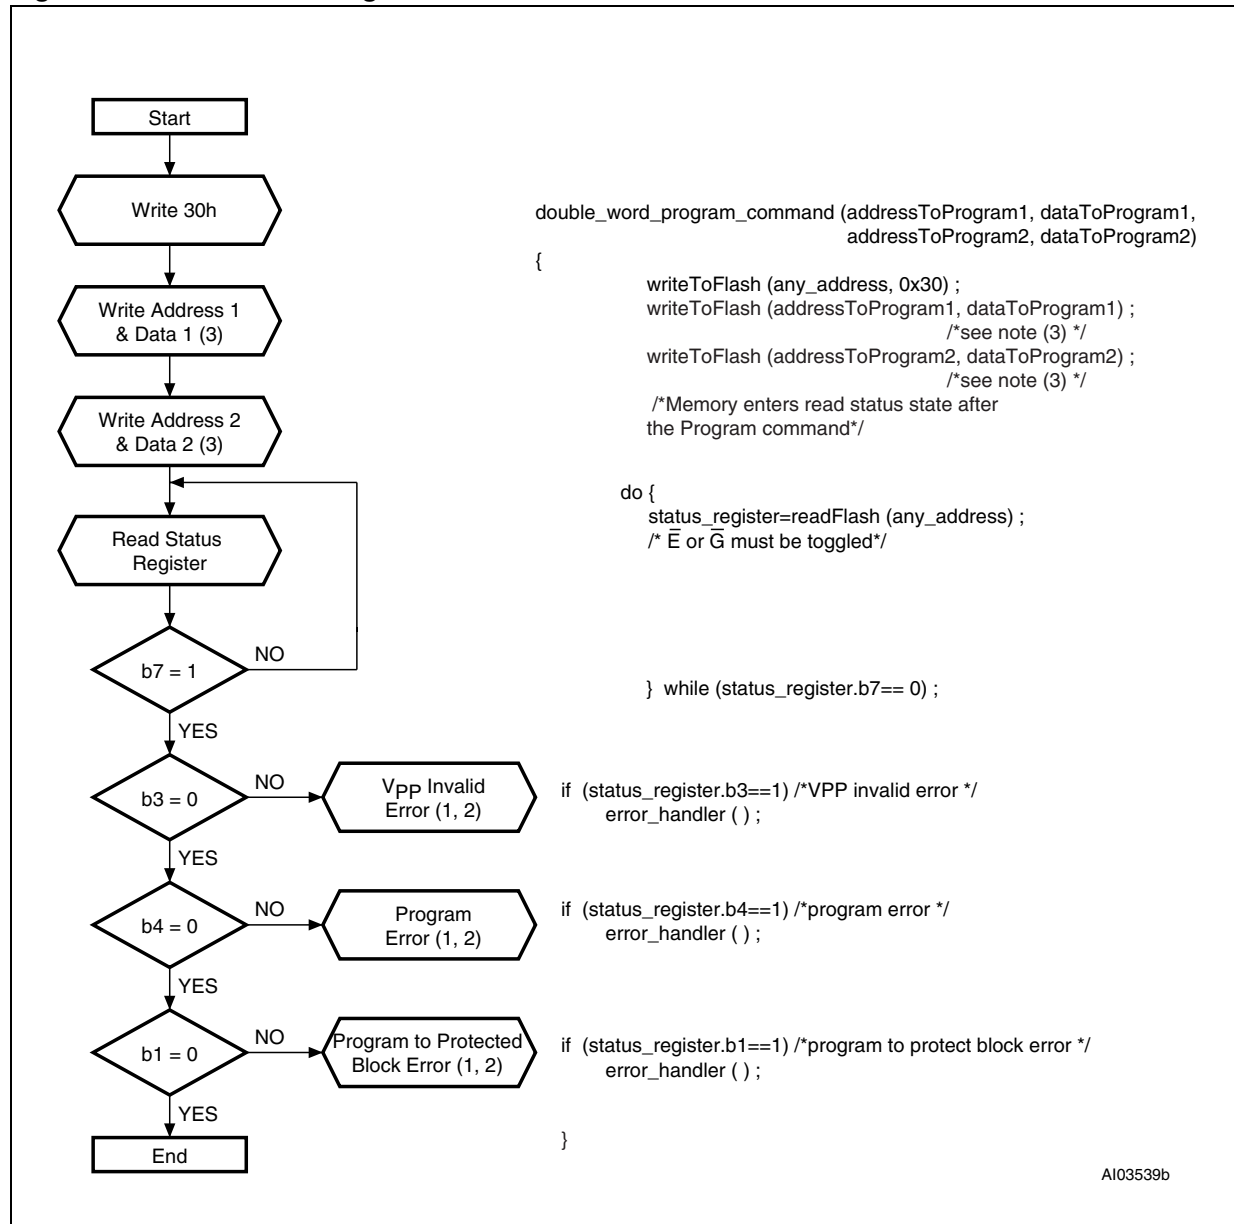 Start
Write 30h
Write Address 1
& Data 1 (3)
Write Address 2
& Data 2 (3)
Read Status
Register
b7 = 1
NO
YES
b3 = 0
NO
VPP Invalid
Error (1, 2)
YES
b4 = 0
NO
Program
Error (1, 2)
YES
b1 = 0
NO
Program to Protected
Block Error (1, 2)
YES
End
double_word_program_command (addressToProgram1, dataToProgram1,
addressToProgram2, dataToProgram2)
{
writeToFlash (any_address, 0x30) ;
writeToFlash (addressToProgram1, dataToProgram1) ;
/*see note (3) */
writeToFlash (addressToProgram2, dataToProgram2) ;
/*see note (3) */
/*Memory enters read status state after
the Program command*/
do {
status_register=readFlash (any_address) ;
/* E̅ or G̅ must be toggled*/
} while (status_register.b7== 0) ;
if (status_register.b3==1) /*VPP invalid error */
error_handler ( ) ;
if (status_register.b4==1) /*program error */
error_handler ( ) ;
if (status_register.b1==1) /*program to protect block error */
error_handler ( ) ;
}
AI03539b